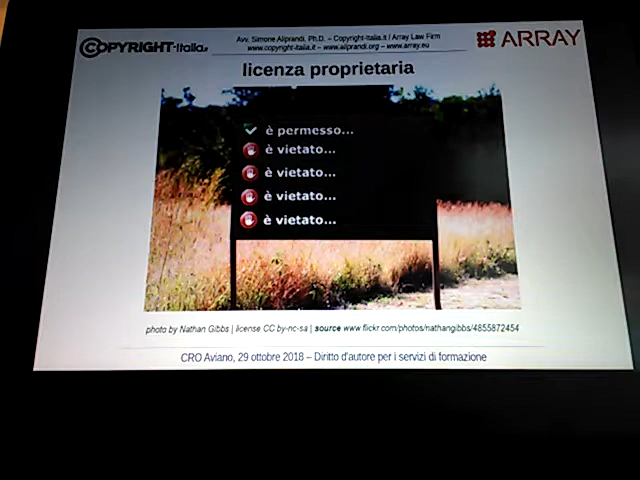 COPYRIGHT-Italia.it
Avv. Simone Aliprandi, Ph.D. – Copyright-Italia.it / Array Law Firm
www.copyright-italia.it – www.aliprandi.org – www.array.eu
ARRAY
licenza proprietaria
è permesso...
è vietato...
è vietato...
è vietato...
è vietato...
photo by Nathan Gibbs | license CC by-nc-sa | source www.flickr.com/photos/nathangibbs/4855872454
CRO Aviano, 29 ottobre 2018 – Diritto d'autore per i servizi di formazione